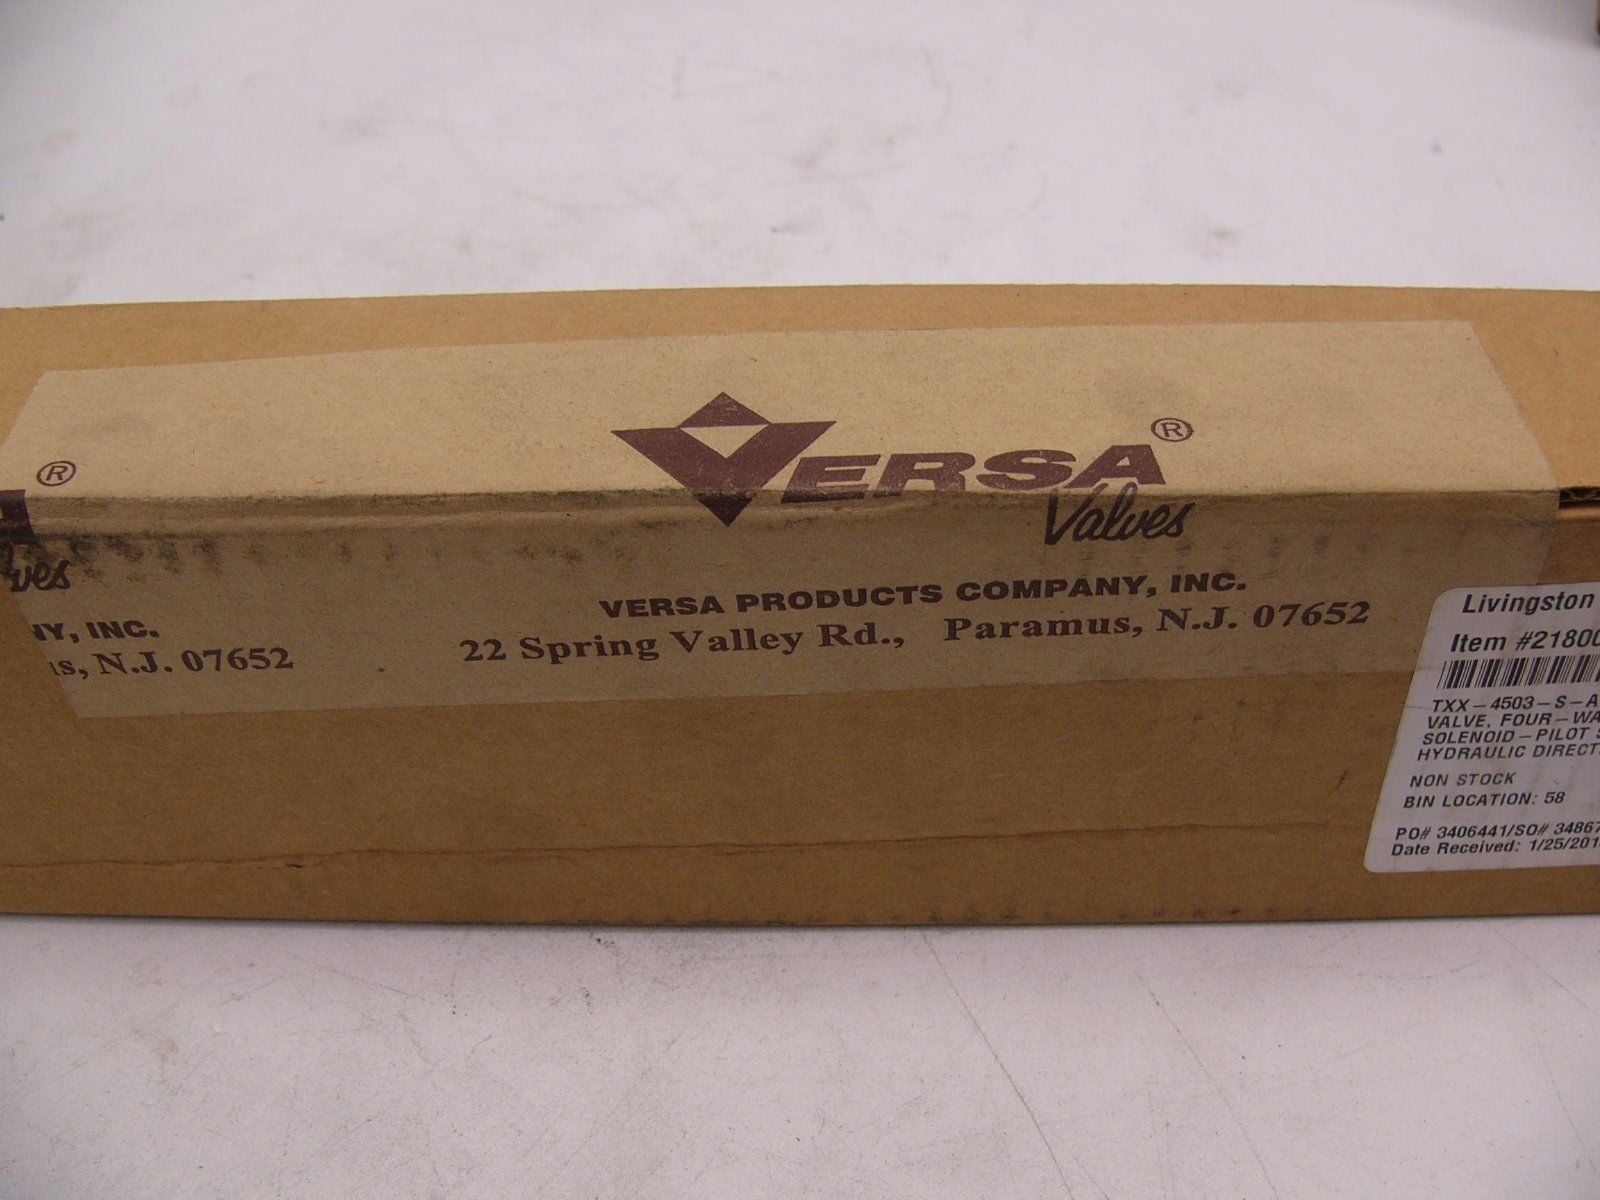 VERSA®
Valves
VERSA PRODUCTS COMPANY, INC.
22 Spring Valley Rd., Paramus, N.J. 07652
®
INC.
N.J. 07652
Livingston
Item #21800
TXX-4503-S-A
VALVE, FOUR-WA
SOLENOID-PILOT S
HYDRAULIC DIRECT
NON STOCK
BIN LOCATION: 58
PO# 3406441/SO# 34867
Date Received: 1/25/201